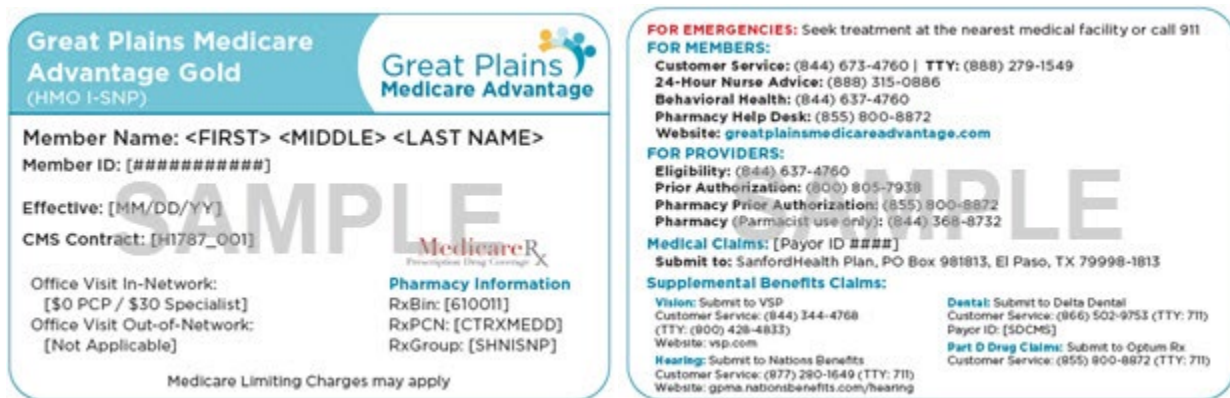 Great Plains Medicare
Advantage Gold
(HMO I-SNP)
Great Plains
Medicare Advantage
Member Name: <FIRST> <MIDDLE> <LAST NAME>
Member ID: [###########]
Effective: [MM/DD/YY]
CMS Contract: [H1787_001]
SAMPLE
MedicareRx
Prescription Drug Coverage
Office Visit In-Network:
[$0 PCP / $30 Specialist]
Office Visit Out-of-Network:
[Not Applicable]
Pharmacy Information
RxBin: [610011]
RxPCN: [CTRXMEDD]
RxGroup: [SHNISNP]
Medicare Limiting Charges may apply
FOR EMERGENCIES: Seek treatment at the nearest medical facility or call 911
FOR MEMBERS:
Customer Service: (844) 673-4760 | TTY: (888) 279-1549
24-Hour Nurse Advice: (888) 315-0886
Behavioral Health: (844) 637-4760
Pharmacy Help Desk: (855) 800-8872
Website: greatplainsmedicareadvantage.com
FOR PROVIDERS:
Eligibility: (844) 637-4760
Prior Authorization: (800) 805-7938
Pharmacy Prior Authorization: (855) 800-8872
Pharmacy (Parmacist use only): (844) 368-8732
SAMPLE
Medical Claims: [Payor ID ####]
Submit to: SanfordHealth Plan, PO Box 981813, El Paso, TX 79998-1813
Supplemental Benefits Claims:
Vision: Submit to VSP
Customer Service: (844) 344-4768
(TTY: (800) 428-4833)
Website: vsp.com
Hearing: Submit to Nations Benefits
Customer Service: (877) 280-1649 (TTY: 711)
Website: gpma.nationsbenefits.com/hearing
Dental: Submit to Delta Dental
Customer Service: (866) 502-9753 (TTY: 711)
Payor ID: [SDCMS]
Part D Drug Claims: Submit to Optum Rx
Customer Service: (855) 800-8872 (TTY: 711)